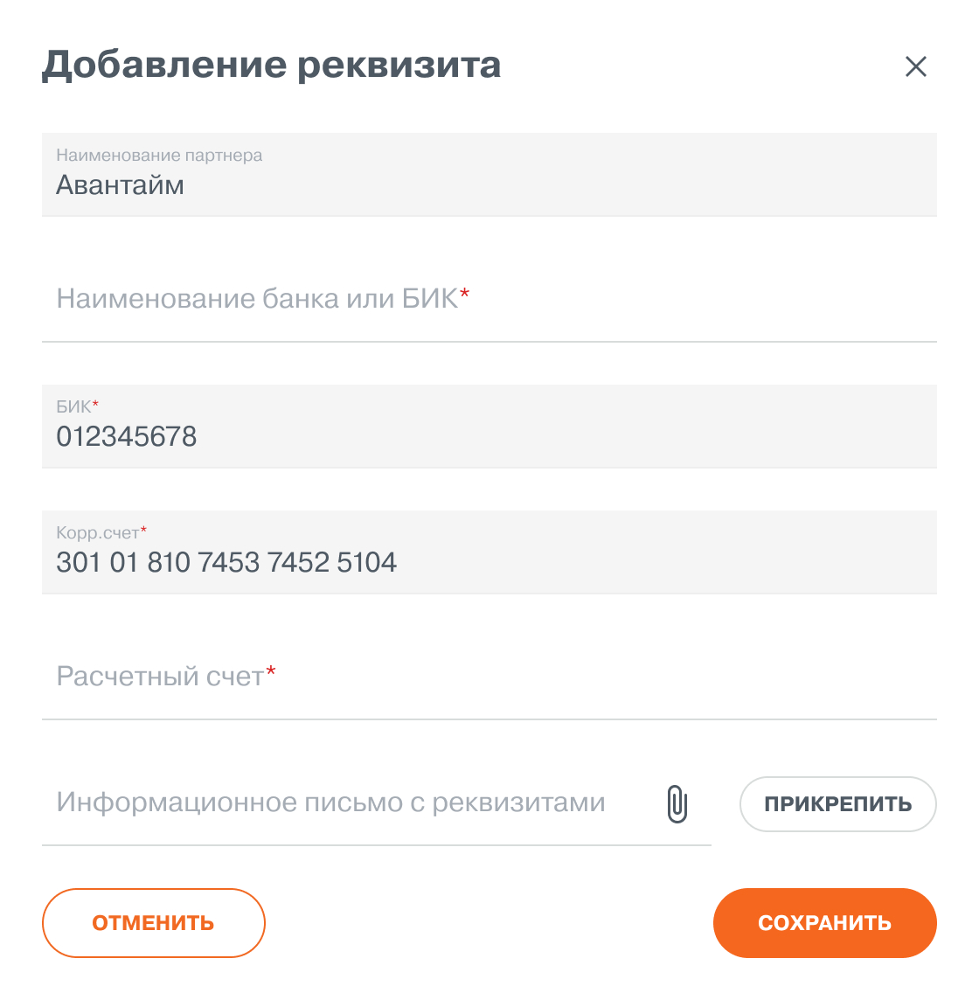 Добавление реквизита
Наименование партнера
Авантайм
Наименование банка или БИК*
БИК*
012345678
Корр.счет*
301 01 810 7453 7452 5104
Расчетный счет*
Информационное письмо с реквизитами
ПРИКРЕПИТЬ
ОТМЕНИТЬ
СОХРАНИТЬ